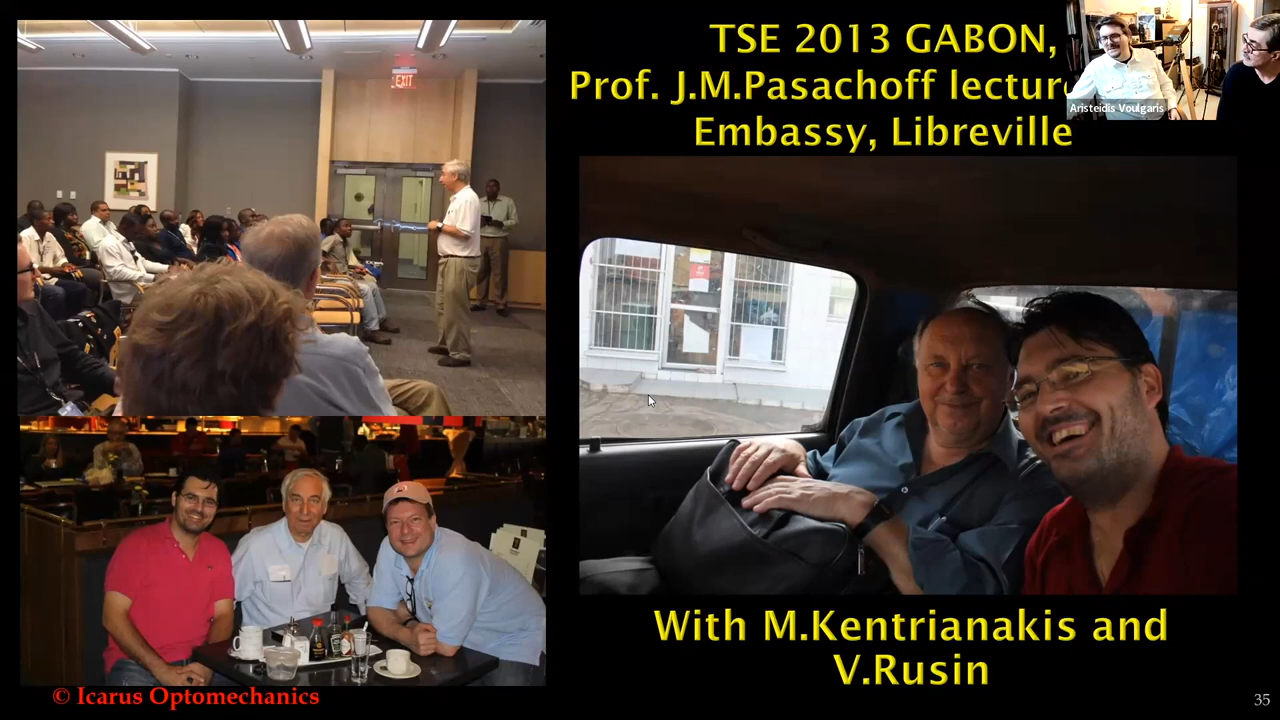 TSE 2013 GABON,
Prof. J.M.Pasachoff lectur
Embassy, Libreville
Aristeidis Voulgaris
EXIT
With M.Kentrianakis and
V.Rusin
© Icarus Optomechanics
35